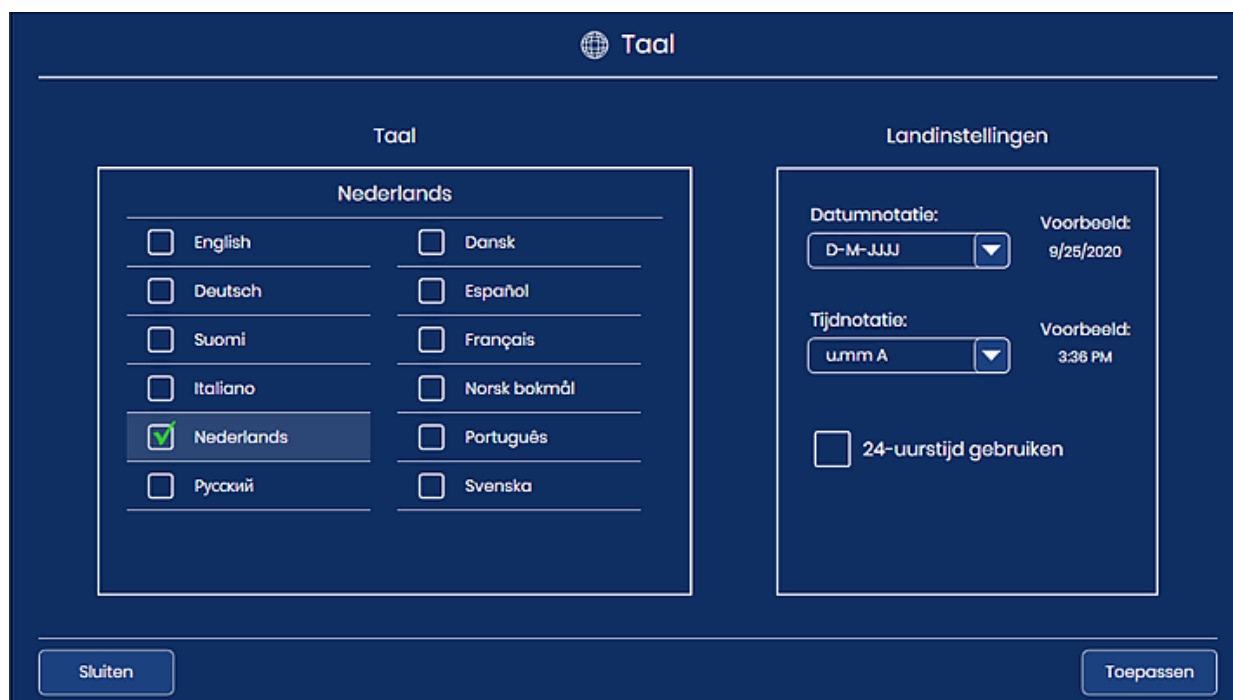 Taal
Taal
Nederlands
English
Dansk
Deutsch
Español
Suomi
Français
Italiano
Norsk bokmål
Nederlands
Português
Русский
Svenska
Landinstellingen
Datumnotatie:
Voorbeeld:
D-M-JJJJ
9/25/2020
Tijdnotatie:
Voorbeeld:
u.mm A
3:36 PM
24-uurstijd gebruiken
Sluiten
Toepassen